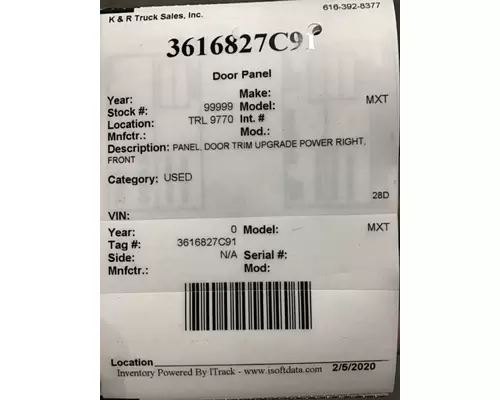 K & R Truck Sales, Inc. 616-392-8377
3616827C91
Door Panel
Year: Make:
Stock #: 99999 Model: MXT
Location: TRL 9770 Int. #
Mnfctr.: Mod.:
Description: PANEL, DOOR TRIM UPGRADE POWER RIGHT,
FRONT
Category: USED
28D
VIN:
Year: 0 Model: MXT
Tag #: 3616827C91
Side: N/A Serial #:
Mnfctr.: Mod:
Location
Inventory Powered By ITrack - www.isoftdata.com 2/5/2020